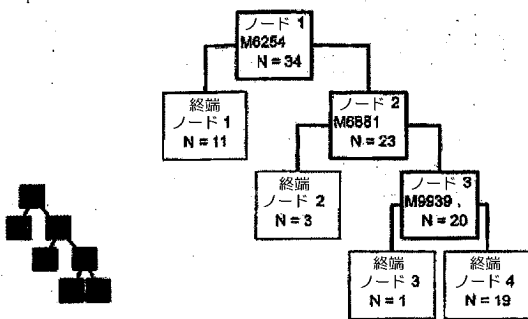 ノード 1
M6254
N = 34
終端
ノード 1
N = 11
ノード 2
M6881
N = 23
終端
ノード 2
N = 3
ノード 3
M9939
N = 20
終端
ノード 3
N = 1
終端
ノード 4
N = 19